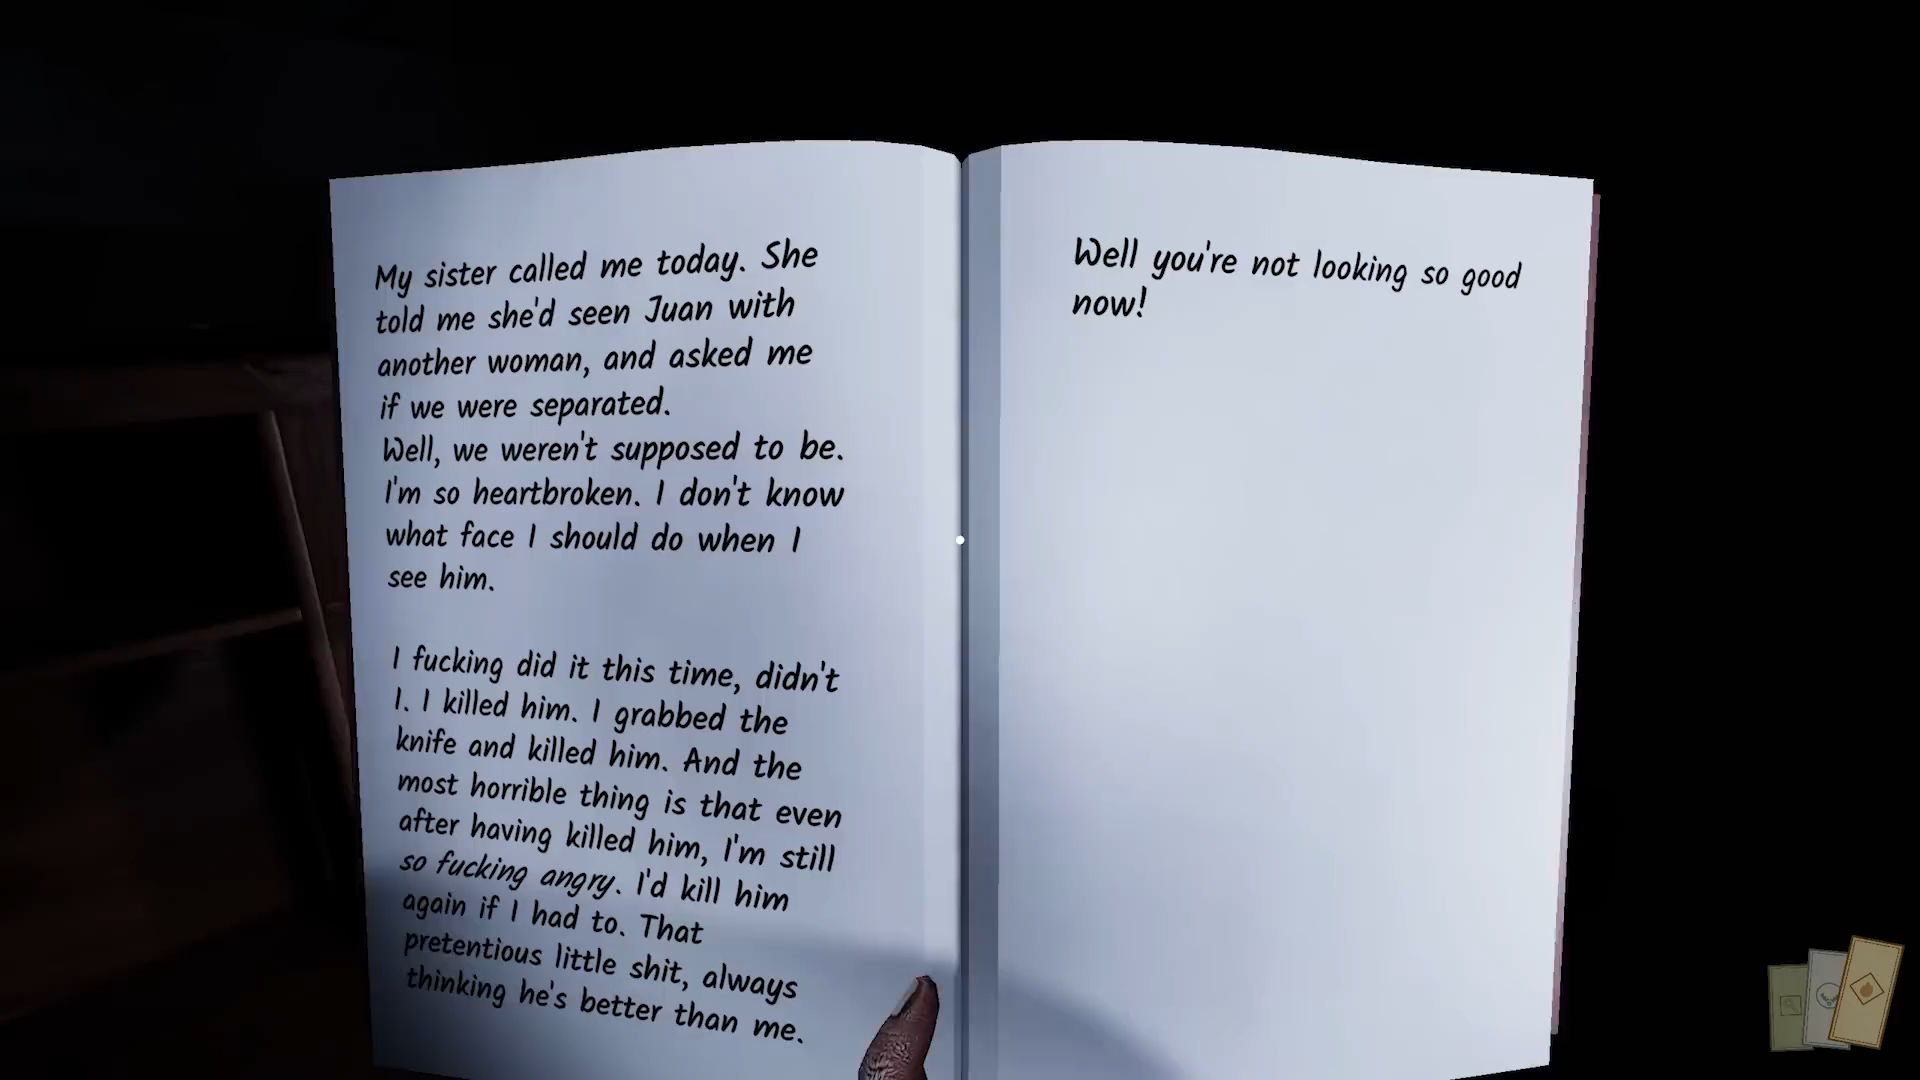 My sister called me today. She
told me she'd seen Juan with
another woman, and asked me
if we were separated.
Well, we weren't supposed to be.
I'm so heartbroken. I don't know
what face I should do when I
see him.
I fucking did it this time, didn't
I. I killed him. I grabbed the
knife and killed him. And the
most horrible thing is that even
after having killed him, I'm still
so fucking angry. I'd kill him
again if I had to. That
pretentious little shit, always
thinking he's better than me.
Well you're not looking so good
now!